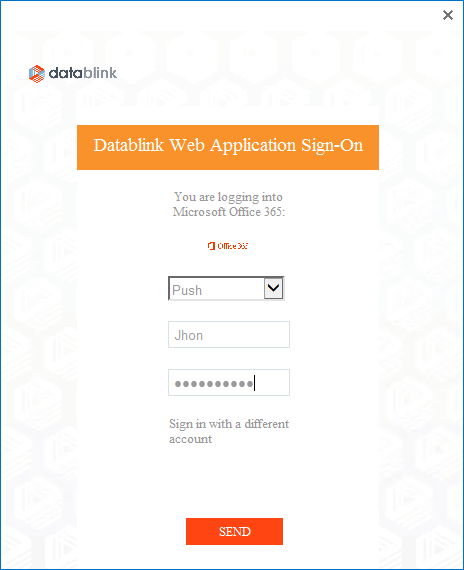 datablink
Datablink Web Application Sign-On
You are logging into
Microsoft Office 365:
Office 365
Push
Jhon
●●●●●●●●●●
Sign in with a different
account
SEND